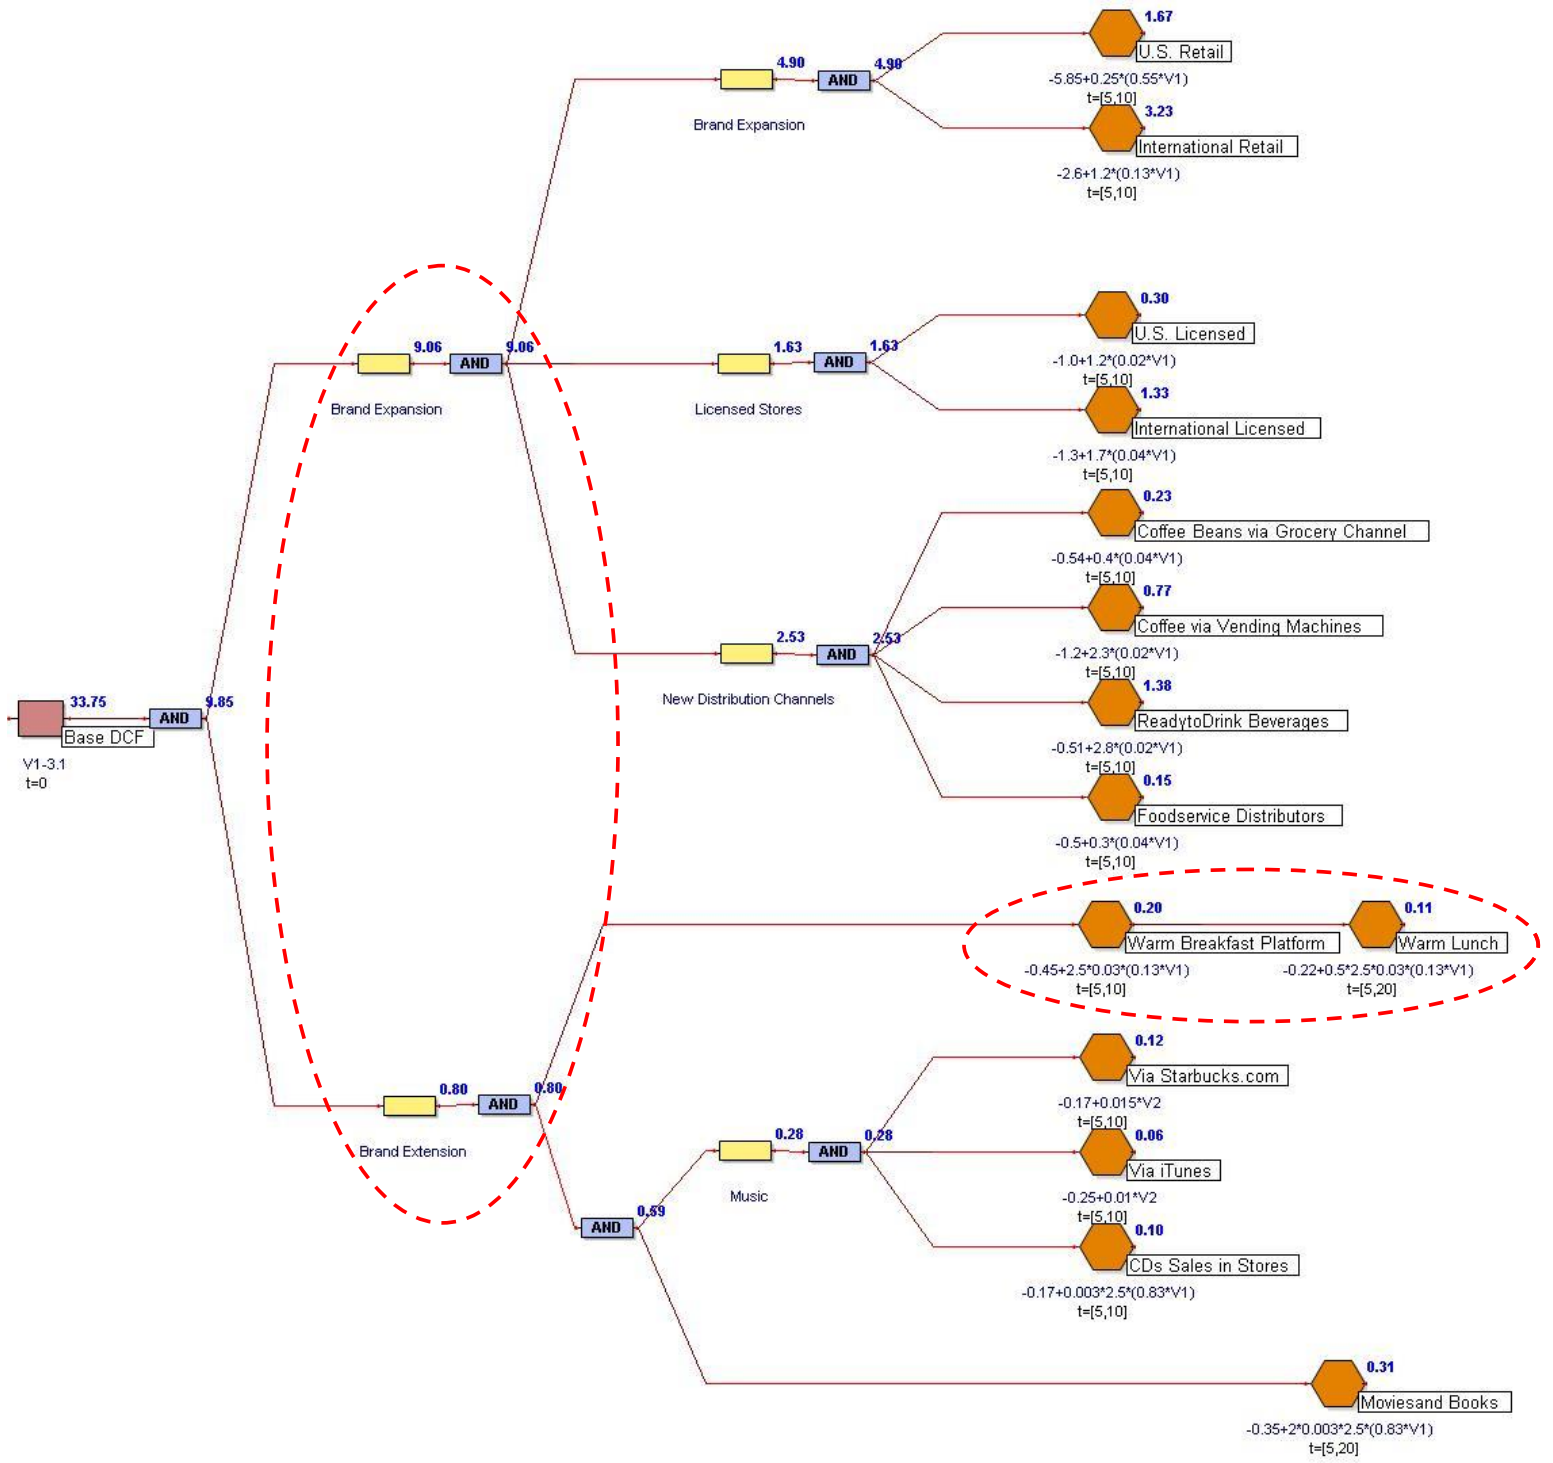 1.67
U.S. Retail
-5.85+0.25*(0.55*V1)
t=[5,10]
4.90
AND
4.90
Brand Expansion
3.23
International Retail
-2.6+1.2*(0.13*V1)
t=[5,10]
0.30
U.S. Licensed
-1.0+1.2*(0.02*V1)
t=[5,10]
9.06
AND
9.06
Brand Expansion
1.63
AND
1.63
Licensed Stores
1.33
International Licensed
-1.3+1.7*(0.04*V1)
t=[5,10]
0.23
Coffee Beans via Grocery Channel
-0.54+0.4*(0.04*V1)
t=[5,10]
0.77
Coffee via Vending Machines
-1.2+2.3*(0.02*V1)
t=[5,10]
2.53
AND
2.53
New Distribution Channels
1.38
ReadytoDrink Beverages
-0.51+2.8*(0.02*V1)
t=[5,10]
33.75
AND
9.85
Base DCF
V1-3.1
t=0
0.15
Foodservice Distributors
-0.5+0.3*(0.04*V1)
t=[5,10]
0.20
Warm Breakfast Platform
-0.45+2.5*0.03*(0.13*V1)
t=[5,10]
0.11
Warm Lunch
-0.22+0.5*2.5*0.03*(0.13*V1)
t=[5,20]
0.80
AND
0.80
Brand Extension
0.12
Via Starbucks.com
-0.17+0.015*V2
t=[5,10]
0.28
AND
0.28
Music
0.06
Via iTunes
-0.25+0.01*V2
t=[5,10]
AND
0.59
0.10
CDs Sales in Stores
-0.17+0.003*2.5*(0.83*V1)
t=[5,10]
0.31
Moviesand Books
-0.35+2*0.003*2.5*(0.83*V1)
t=[5,20]